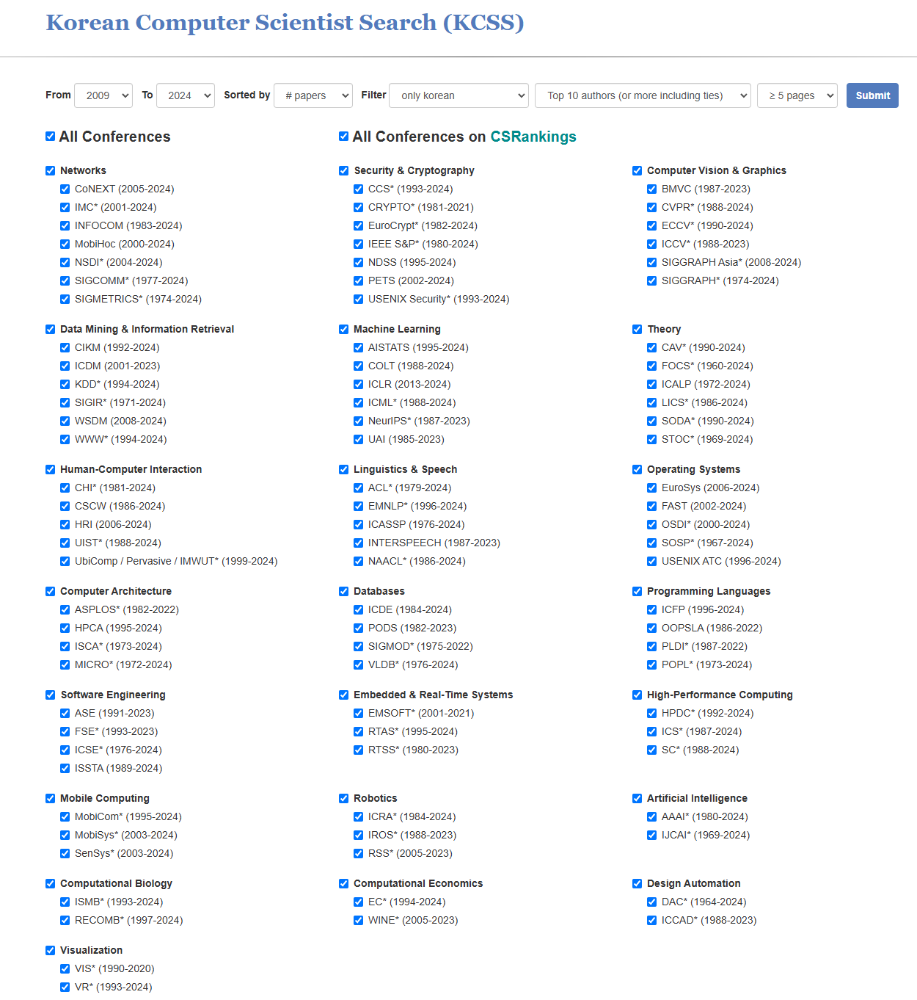 Korean Computer Scientist Search (KCSS)
From 2009 To 2024 Sorted by # papers Filter only korean Top 10 authors (or more including ties) ≥ 5 pages Submit
All Conferences
All Conferences on CSRankings
Networks
CoNEXT (2005-2024)
IMC* (2001-2024)
INFOCOM (1983-2024)
MobiHoc (2000-2024)
NSDI* (2004-2024)
SIGCOMM* (1977-2024)
SIGMETRICS* (1974-2024)
Security & Cryptography
CCS* (1993-2024)
CRYPTO* (1981-2021)
EuroCrypt* (1982-2024)
IEEE S&P* (1980-2024)
NDSS (1995-2024)
PETS (2002-2024)
USENIX Security* (1993-2024)
Computer Vision & Graphics
BMVC (1987-2023)
CVPR* (1988-2024)
ECCV* (1990-2024)
ICCV* (1988-2023)
SIGGRAPH Asia* (2008-2024)
SIGGRAPH* (1974-2024)
Data Mining & Information Retrieval
CIKM (1992-2024)
ICDM (2001-2023)
KDD* (1994-2024)
SIGIR* (1971-2024)
WSDM (2008-2024)
WWW* (1994-2024)
Machine Learning
AISTATS (1995-2024)
COLT (1988-2024)
ICLR (2013-2024)
ICML* (1988-2024)
NeurIPS* (1987-2023)
UAI (1985-2023)
Theory
CAV* (1990-2024)
FOCS* (1960-2024)
ICALP (1972-2024)
LICS* (1986-2024)
SODA* (1990-2024)
STOC* (1969-2024)
Human-Computer Interaction
CHI* (1981-2024)
CSCW (1986-2024)
HRI (2006-2024)
UIST* (1988-2024)
UbiComp / Pervasive / IMWUT* (1999-2024)
Linguistics & Speech
ACL* (1979-2024)
EMNLP* (1996-2024)
ICASSP (1976-2024)
INTERSPEECH (1987-2023)
NAACL* (1986-2024)
Operating Systems
EuroSys (2006-2024)
FAST (2002-2024)
OSDI* (2000-2024)
SOSP* (1967-2024)
USENIX ATC (1996-2024)
Computer Architecture
ASPLOS* (1982-2022)
HPCA (1995-2024)
ISCA* (1973-2024)
MICRO* (1972-2024)
Databases
ICDE (1984-2024)
PODS (1982-2023)
SIGMOD* (1975-2022)
VLDB* (1976-2024)
Programming Languages
ICFP (1996-2024)
OOPSLA (1986-2022)
PLDI* (1987-2022)
POPL* (1973-2024)
Software Engineering
ASE (1991-2023)
FSE* (1993-2023)
ICSE* (1976-2024)
ISSTA (1989-2024)
Embedded & Real-Time Systems
EMSOFT* (2001-2021)
RTAS* (1995-2024)
RTSS* (1980-2023)
High-Performance Computing
HPDC* (1992-2024)
ICS* (1987-2024)
SC* (1988-2024)
Mobile Computing
MobiCom* (1995-2024)
MobiSys* (2003-2024)
SenSys* (2003-2024)
Robotics
ICRA* (1984-2024)
IROS* (1988-2023)
RSS* (2005-2023)
Artificial Intelligence
AAAI* (1980-2024)
IJCAI* (1969-2024)
Computational Biology
ISMB* (1993-2024)
RECOMB* (1997-2024)
Computational Economics
EC* (1994-2024)
WINE* (2005-2023)
Design Automation
DAC* (1964-2024)
ICCAD* (1988-2023)
Visualization
VIS* (1990-2020)
VR* (1993-2024)